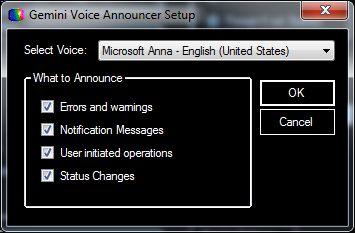 Gemini Voice Announcer Setup
Select Voice: Microsoft Anna - English (United States)
What to Announce
Errors and warnings
Notification Messages
User initiated operations
Status Changes
OK
Cancel